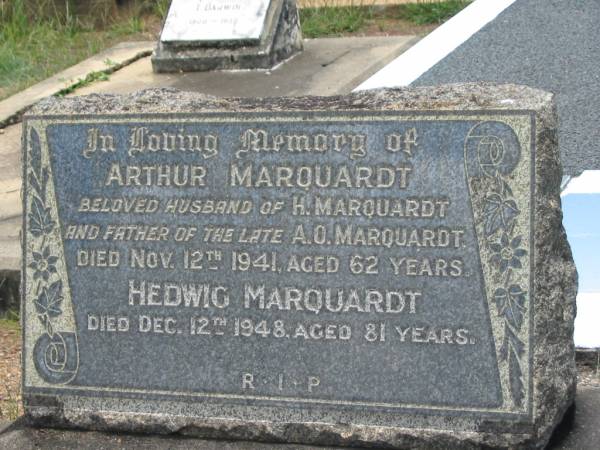 In Loving Memory of
ARTHUR MARQUARDT
BELOVED HUSBAND OF H. MARQUARDT
AND FATHER OF THE LATE A.O. MARQUARDT.
DIED NOV. 12TH 1941, AGED 62 YEARS.
HEDWIG MARQUARDT
DIED DEC. 12TH 1948. AGED 81 YEARS.
R·I·P